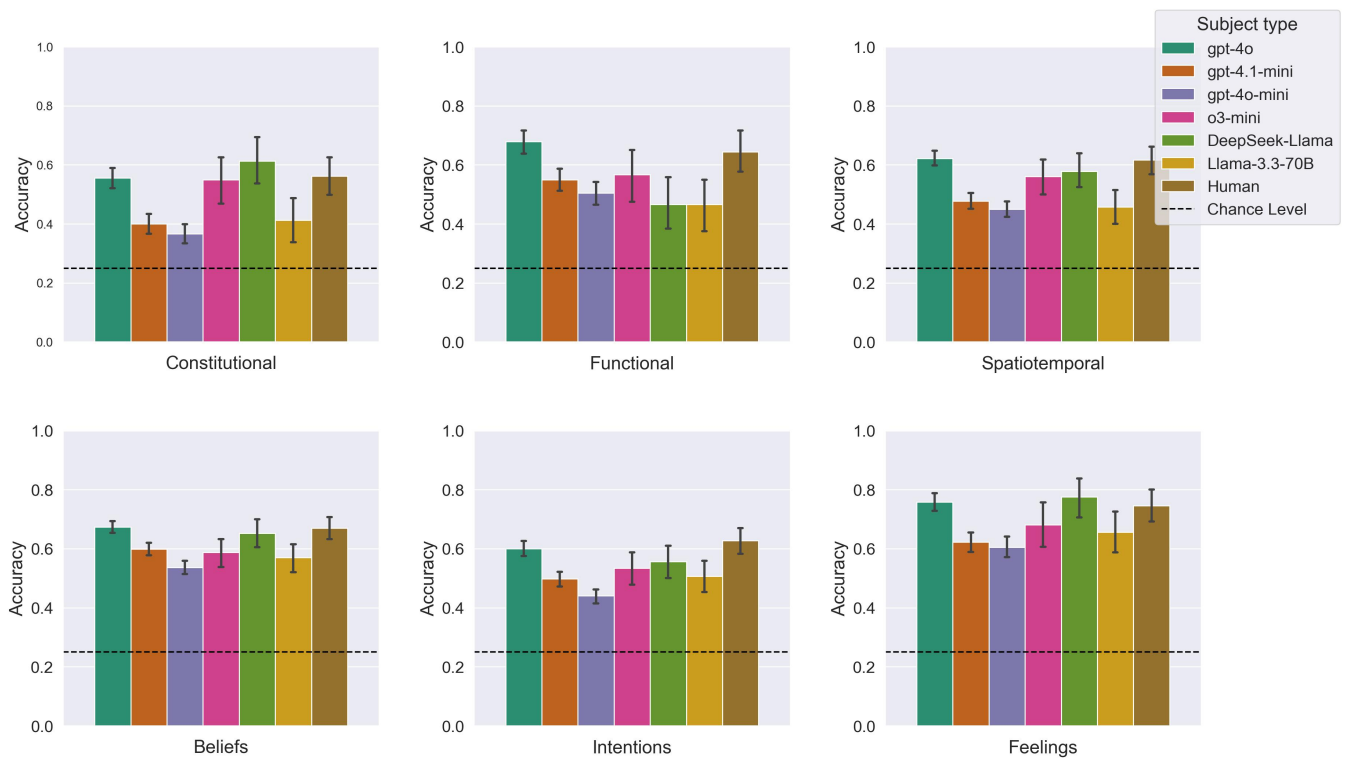 Subject type
gpt-4o
gpt-4.1-mini
gpt-4o-mini
o3-mini
DeepSeek-Llama
Llama-3.3-70B
Human
Chance Level
1.0
0.8
0.6
0.4
0.2
0.0
Accuracy
Constitutional
1.0
0.8
0.6
0.4
0.2
0.0
Accuracy
Functional
1.0
0.8
0.6
0.4
0.2
0.0
Accuracy
Spatiotemporal
1.0
0.8
0.6
0.4
0.2
0.0
Accuracy
Beliefs
1.0
0.8
0.6
0.4
0.2
0.0
Accuracy
Intentions
1.0
0.8
0.6
0.4
0.2
0.0
Accuracy
Feelings